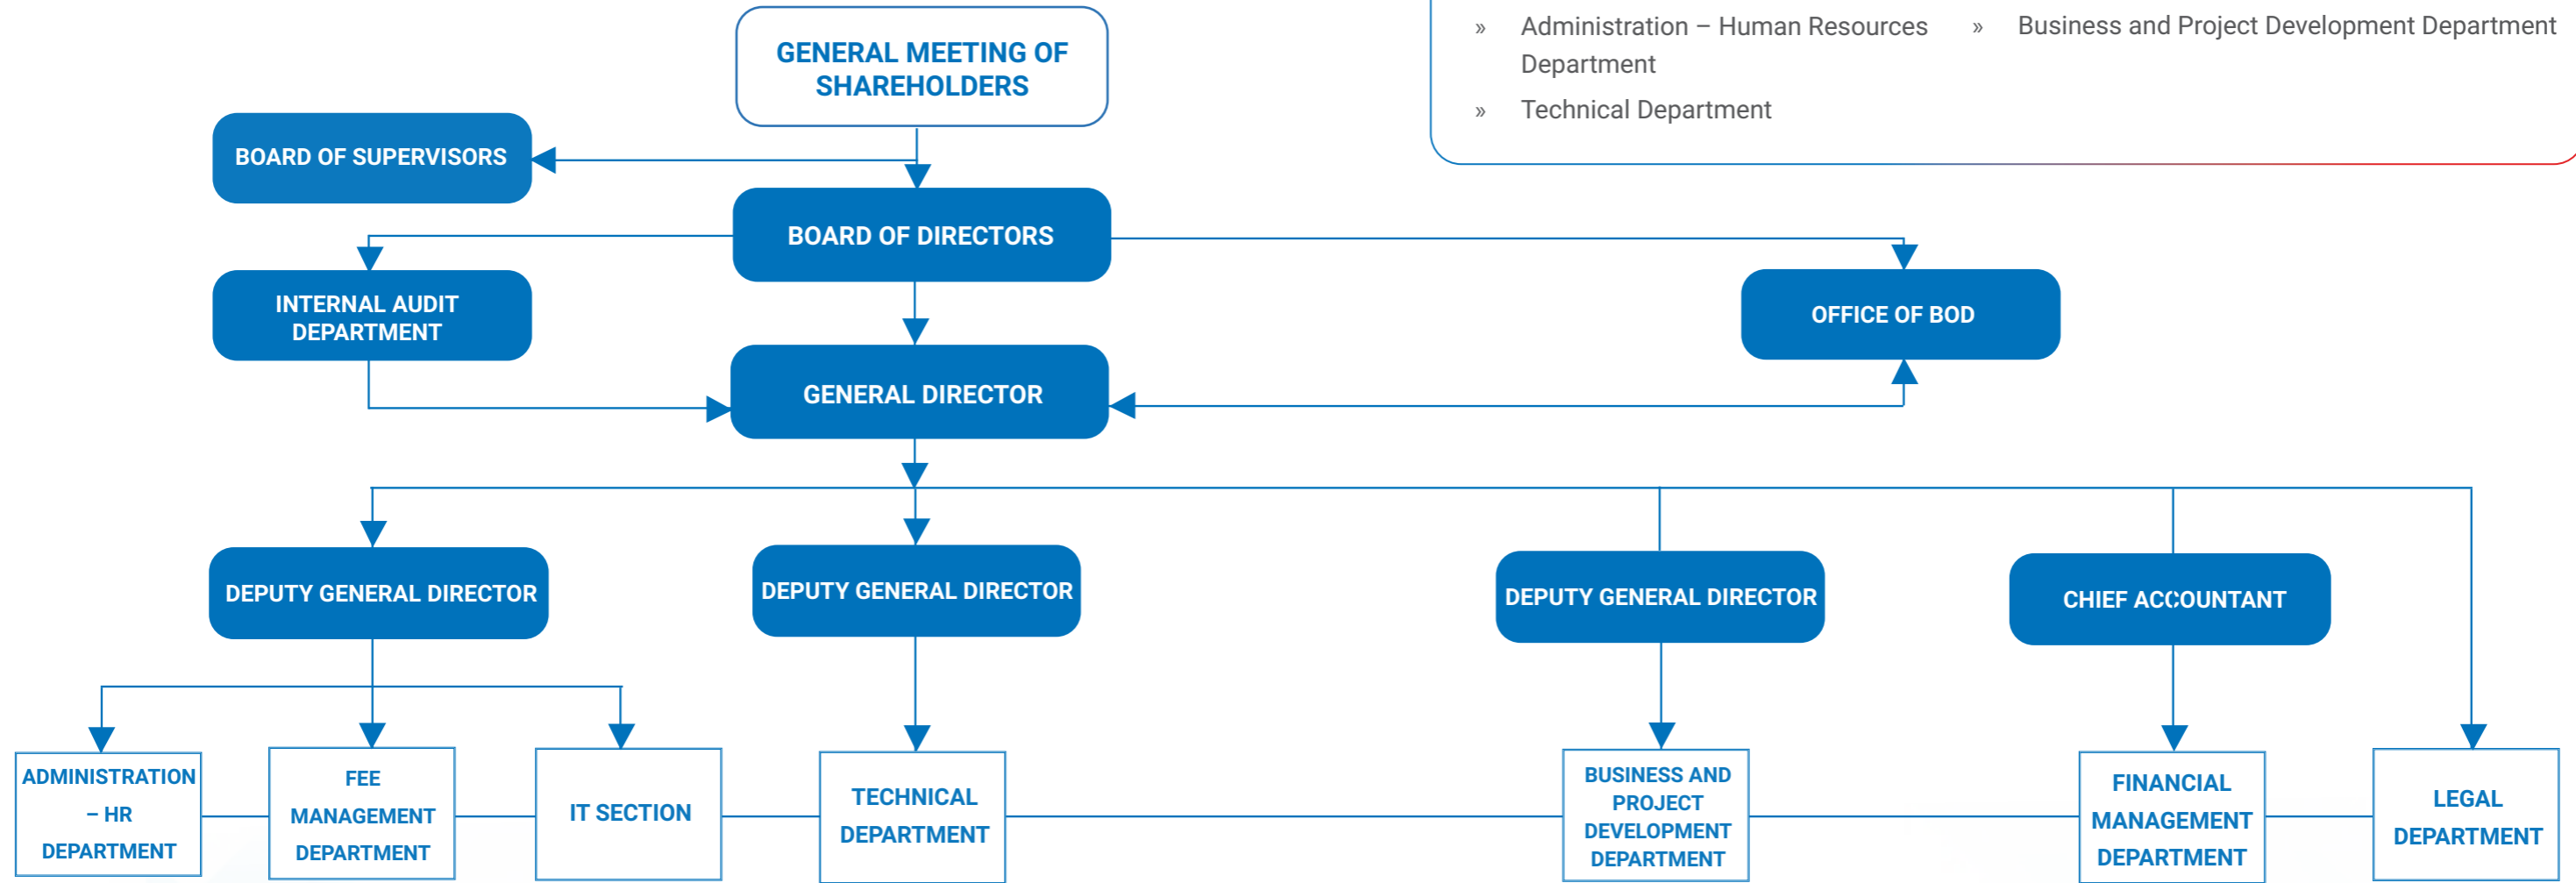 » Administration – Human Resources
Department
» Technical Department
» Business and Project Development Department
GENERAL MEETING OF
SHAREHOLDERS
BOARD OF SUPERVISORS
BOARD OF DIRECTORS
INTERNAL AUDIT
DEPARTMENT
OFFICE OF BOD
GENERAL DIRECTOR
DEPUTY GENERAL DIRECTOR
DEPUTY GENERAL DIRECTOR
DEPUTY GENERAL DIRECTOR
CHIEF ACCOUNTANT
ADMINISTRATION
– HR
DEPARTMENT
FEE
MANAGEMENT
DEPARTMENT
IT SECTION
TECHNICAL
DEPARTMENT
BUSINESS AND
PROJECT
DEVELOPMENT
DEPARTMENT
FINANCIAL
MANAGEMENT
DEPARTMENT
LEGAL
DEPARTMENT